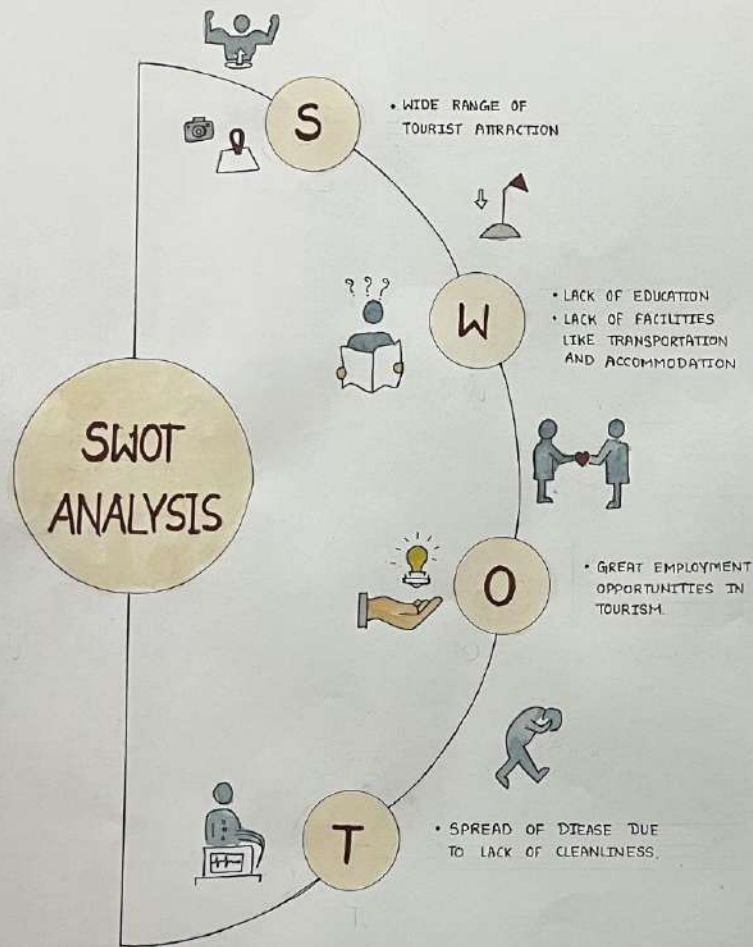 S
• WIDE RANGE OF
TOURIST ATTRACTION
? ? ?
W
• LACK OF EDUCATION
• LACK OF FACILITIES
LIKE TRANSPORTATION
AND ACCOMMODATION
SWOT
ANALYSIS
O
• GREAT EMPLOYMENT
OPPORTUNITIES IN
TOURISM.
T
• SPREAD OF DIEASE DUE
TO LACK OF CLEANLINESS.